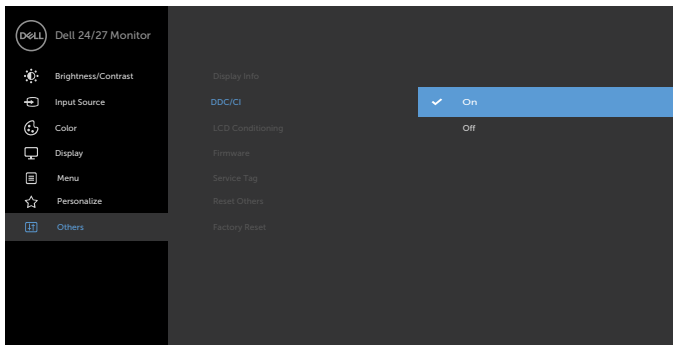 DELL Dell 24/27 Monitor
Brightness/Contrast
Display Info
Input Source
DDC/CI
On
Color
LCD Conditioning
Off
Display
Firmware
Menu
Service Tag
Personalize
Reset Others
Others
Factory Reset